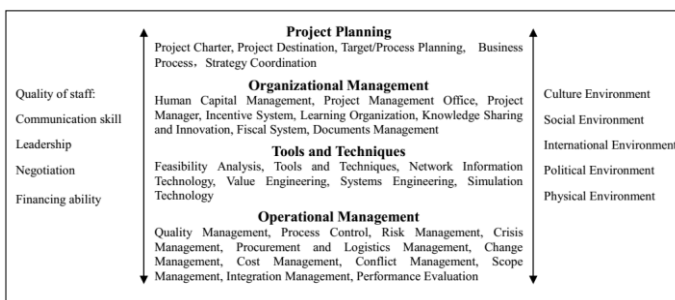 Project Planning
Project Charter, Project Destination, Target/Process Planning, Business
Process, Strategy Coordination
Organizational Management
Human Capital Management, Project Management Office, Project
Manager, Incentive System, Learning Organization, Knowledge Sharing
and Innovation, Fiscal System, Documents Management
Tools and Techniques
Feasibility Analysis, Tools and Techniques, Network Information
Technology, Value Engineering, Systems Engineering, Simulation
Technology
Operational Management
Quality Management, Process Control, Risk Management, Crisis
Management, Procurement and Logistics Management, Change
Management, Cost Management, Conflict Management, Scope
Management, Integration Management, Performance Evaluation
Quality of staff:
Communication skill
Leadership
Negotiation
Financing ability
Culture Environment
Social Environment
International Environment
Political Environment
Physical Environment